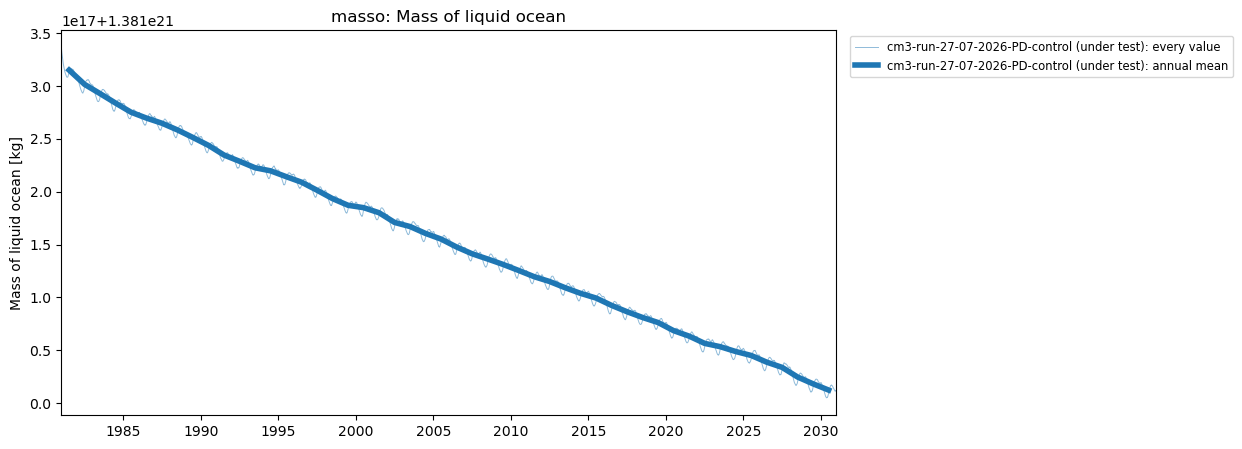 masso: Mass of liquid ocean
1e17+1.381e21
3.5
3.0
2.5
2.0
1.5
1.0
0.5
0.0
Mass of liquid ocean [kg]
1985 1990 1995 2000 2005 2010 2015 2020 2025 2030
cm3-run-27-07-2026-PD-control (under test): every value
cm3-run-27-07-2026-PD-control (under test): annual mean